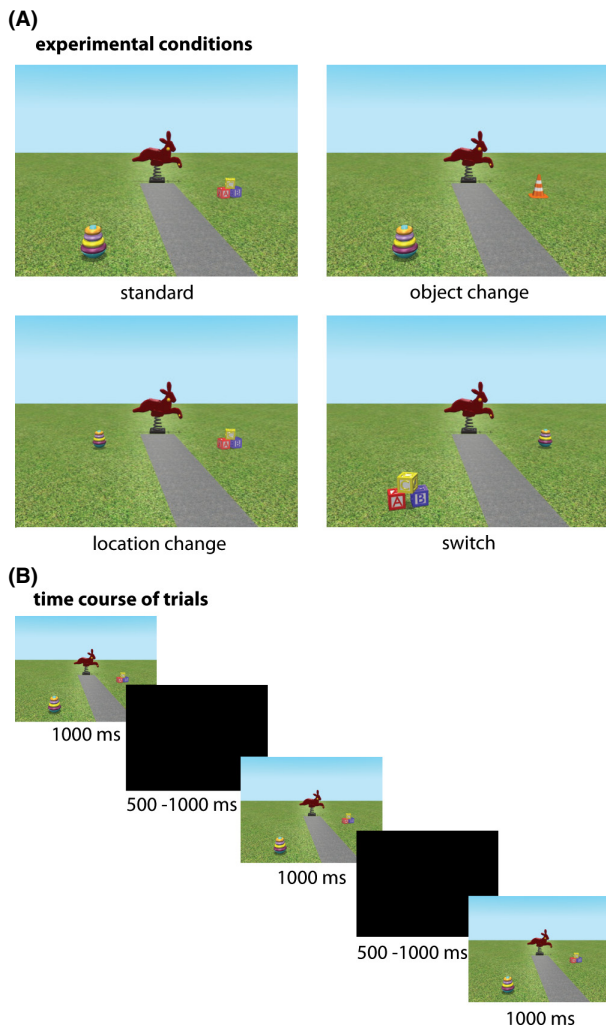 (A)
experimental conditions
standard
object change
location change
switch
(B)
time course of trials
1000 ms
500 -1000 ms
1000 ms
500 -1000 ms
1000 ms